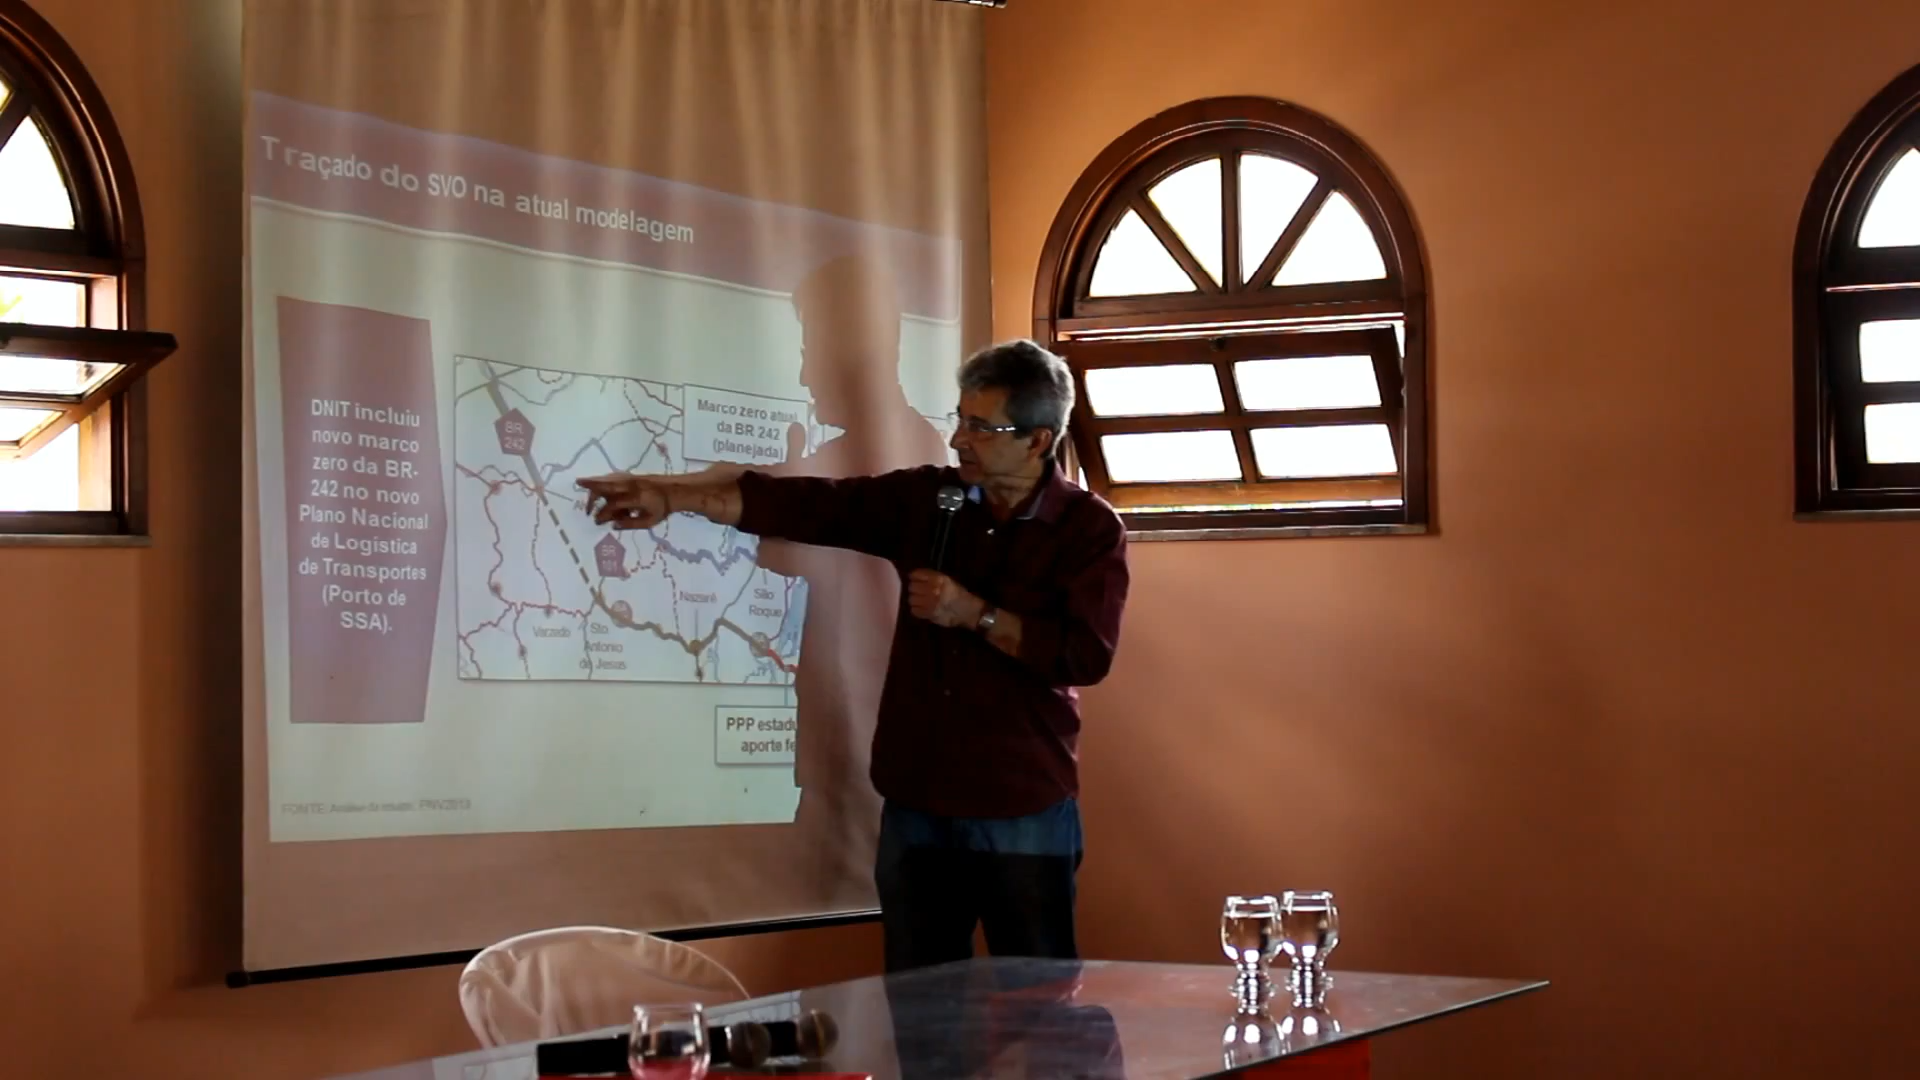 Traçado do SVO na atual modelagem
DNIT incluiu
novo marco
zero da BR-
242 no novo
Plano Nacional
de Logística
de Transportes
(Porto de
SSA).
BR
242
Marco zero atual
da BR 242
(planejada)
BR
101
Nazaré
São
Roque
Varzedo
Sto
Antonio
de Jesus
PPP estadu
aporte fe
FONTE: